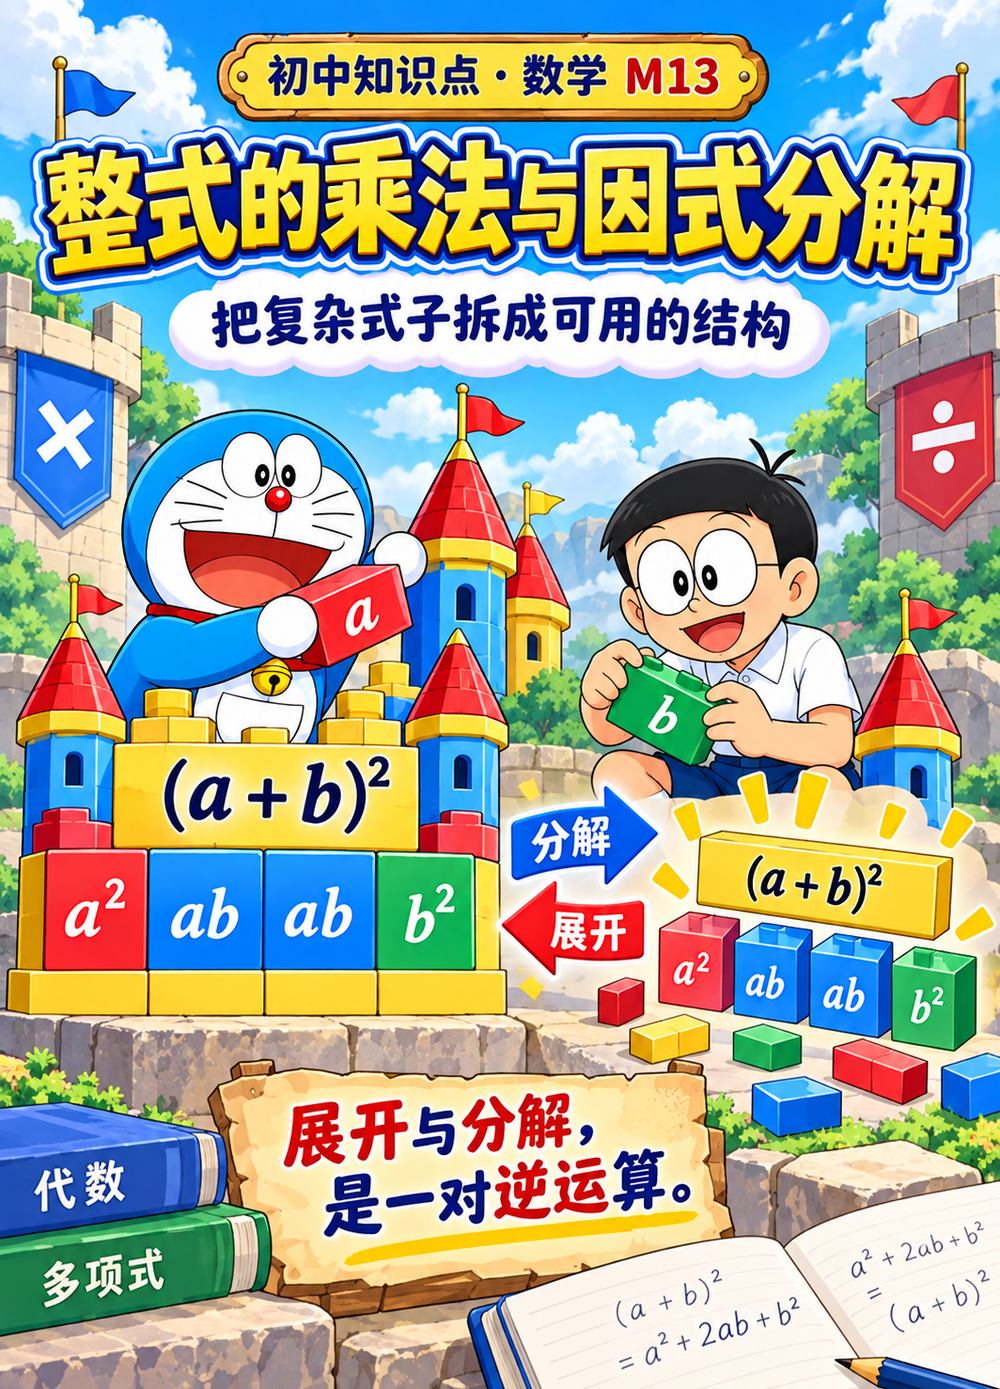 初中知识点·数学 M13
整式的乘法与因式分解
把复杂式子拆成可用的结构
×
÷
a
b
(a+b)²
a² ab ab b²
分解
展开
(a+b)²
a² ab ab b²
展开与分解，
是一对逆运算。
代数
多项式
(a + b)²
= a² + 2ab + b²
a² + 2ab + b²
=
(a + b)²